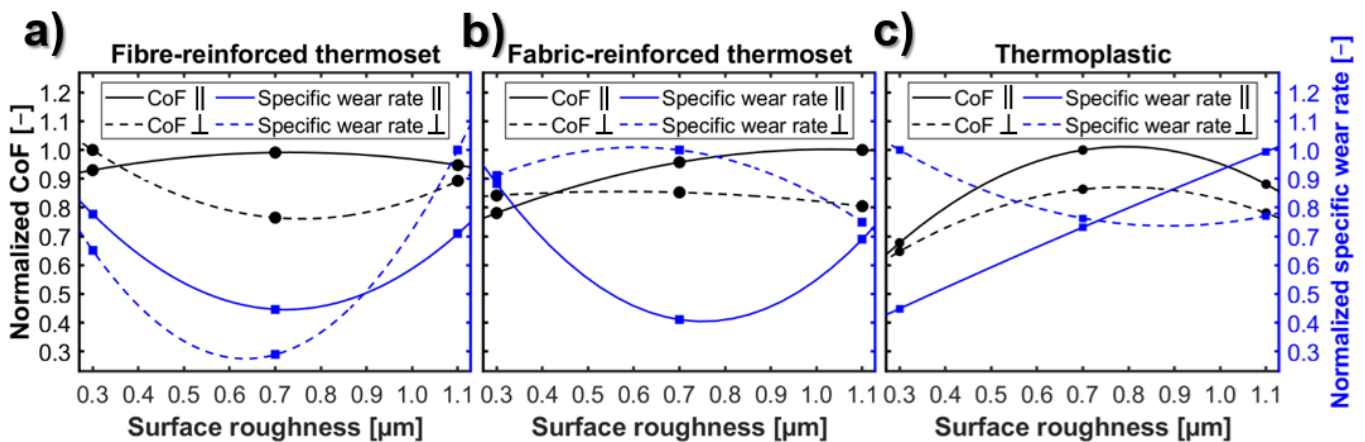 a) Fibre-reinforced thermoset b) Fabric-reinforced thermoset c) Thermoplastic
CoF || Specific wear rate ||
CoF ⊥ Specific wear rate ⊥
CoF || Specific wear rate ||
CoF ⊥ Specific wear rate ⊥
CoF || Specific wear rate ||
CoF ⊥ Specific wear rate ⊥
Normalized CoF [–]
1.2
1.1
1.0
0.9
0.8
0.7
0.6
0.5
0.4
0.3
1.2
1.1
1.0
0.9
0.8
0.7
0.6
0.5
0.4
0.3
Normalized specific wear rate [–]
0.3 0.4 0.5 0.6 0.7 0.8 0.9 1.0 1.1
0.3 0.4 0.5 0.6 0.7 0.8 0.9 1.0 1.1
0.3 0.4 0.5 0.6 0.7 0.8 0.9 1.0 1.1
Surface roughness [µm] Surface roughness [µm] Surface roughness [µm]